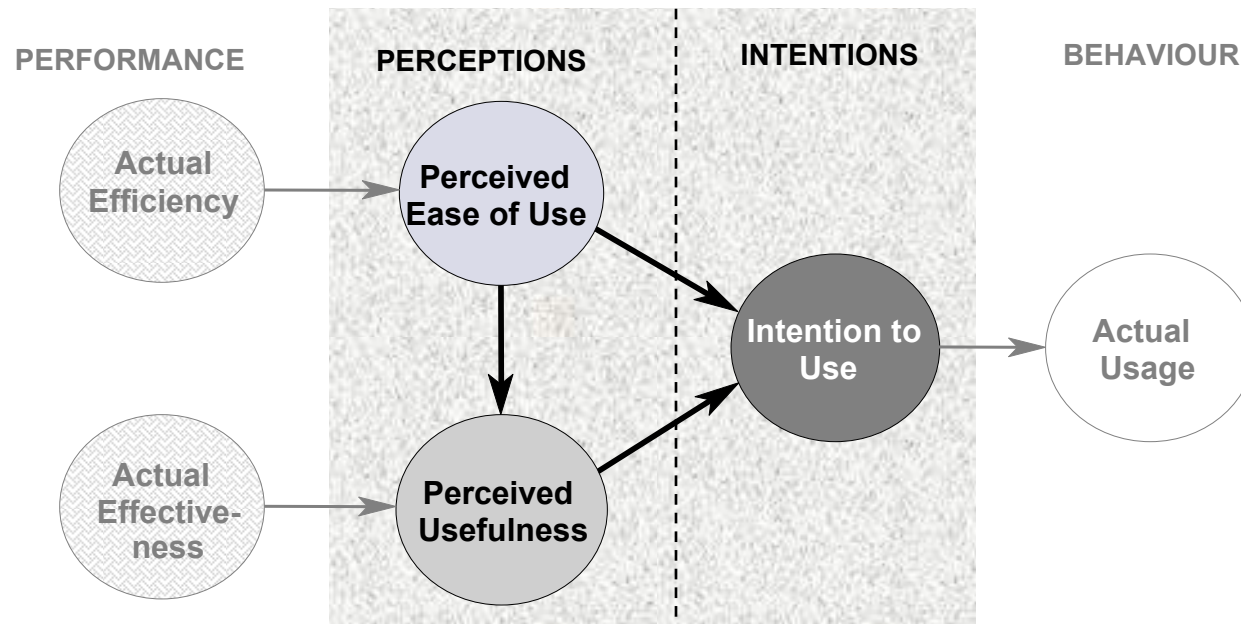 PERFORMANCE
PERCEPTIONS
INTENTIONS
BEHAVIOUR
Actual
Efficiency
Perceived
Ease of Use
Intention to
Use
Actual
Usage
Actual
Effective-
ness
Perceived
Usefulness